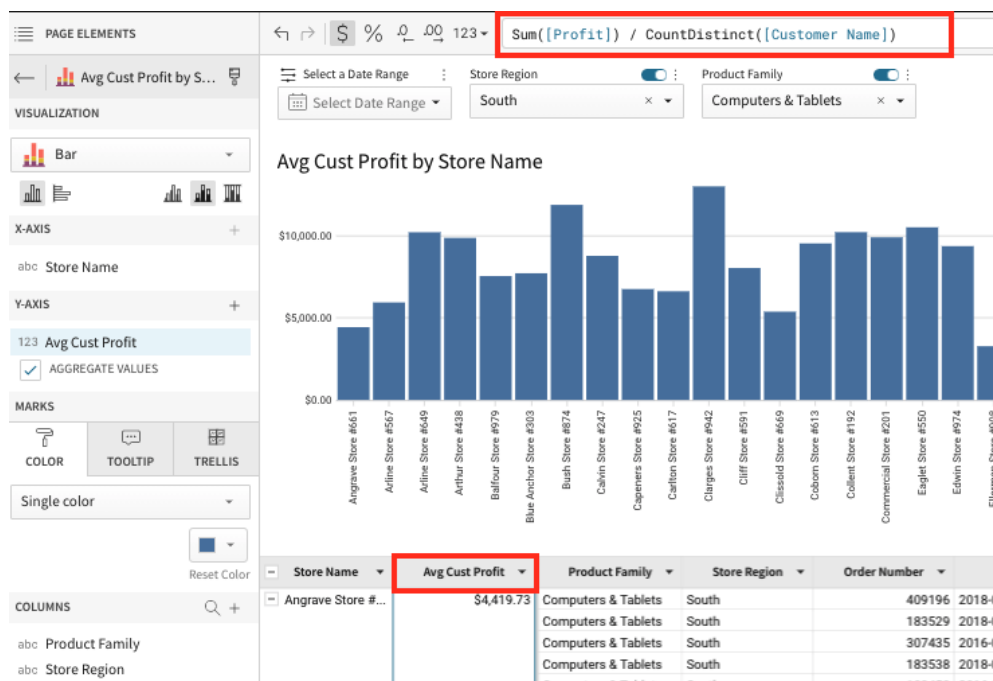 PAGE ELEMENTS
$ % .0 .00 123
Sum([Profit]) / CountDistinct([Customer Name])
Avg Cust Profit by S...
Select a Date Range
Store Region
Product Family
Select Date Range
South
Computers & Tablets
VISUALIZATION
Bar
Avg Cust Profit by Store Name
X-AXIS
abc Store Name
Y-AXIS
123 Avg Cust Profit
AGGREGATE VALUES
MARKS
COLOR TOOLTIP TRELLIS
Single color
Reset Color
COLUMNS
abc Product Family
abc Store Region
$10,000.00
$5,000.00
$0.00
Angrave Store #661
Arline Store #567
Arline Store #649
Arthur Store #438
Balfour Store #979
Blue Anchor Store #303
Bush Store #874
Calvin Store #247
Capeners Store #925
Carlton Store #617
Clarges Store #942
Cliff Store #591
Clissold Store #669
Coborn Store #613
Collent Store #192
Commercial Store #201
Eaglet Store #550
Edwin Store #974
Store Name Avg Cust Profit Product Family Store Region Order Number
Angrave Store #... $4,419.73 Computers & Tablets South 409196 2018-
Computers & Tablets South 183529 2018-
Computers & Tablets South 307435 2016-
Computers & Tablets South 183538 2018-